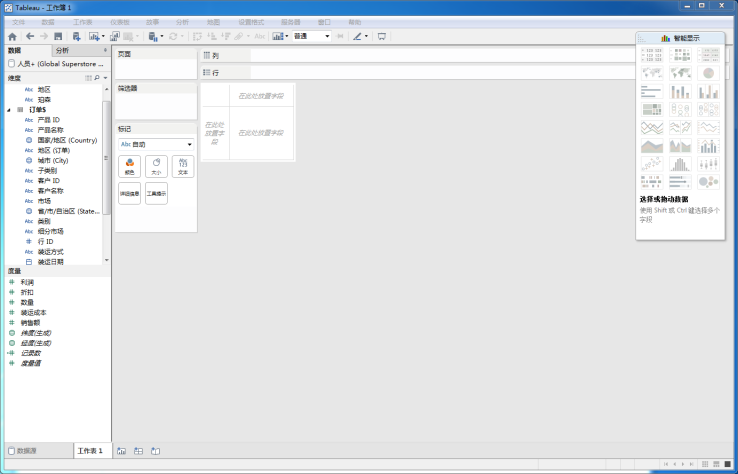 Tableau - 工作簿 1
文件 数据 工作表 仪表板 故事 分析 地图 设置格式 服务器 窗口 帮助
Abc 普通
数据 分析
人员+ (Global Superstore ...
维度
Abc 地区
Abc 经理
订单$
Abc 产品 ID
Abc 产品名称
国家/地区 (Country)
Abc 地区 (订单)
城市 (City)
Abc 子类别
Abc 客户 ID
Abc 客户名称
Abc 市场
省/市/自治区 (State...
Abc 类别
Abc 细分市场
# 行 ID
Abc 装运方式
装运日期
度量
# 利润
# 折扣
# 数量
# 装运成本
# 销售额
纬度(生成)
经度(生成)
记录数
# 度量值
页面
筛选器
标记
Abc 自动
颜色 大小 Abc 123 文本
详细信息 工具提示
列
行
在此处放置字段
在此处放置字段
在此处放置字段
智能显示
选择或拖动数据
使用 Shift 或 Ctrl 键选择多个字段
数据源 工作表 1